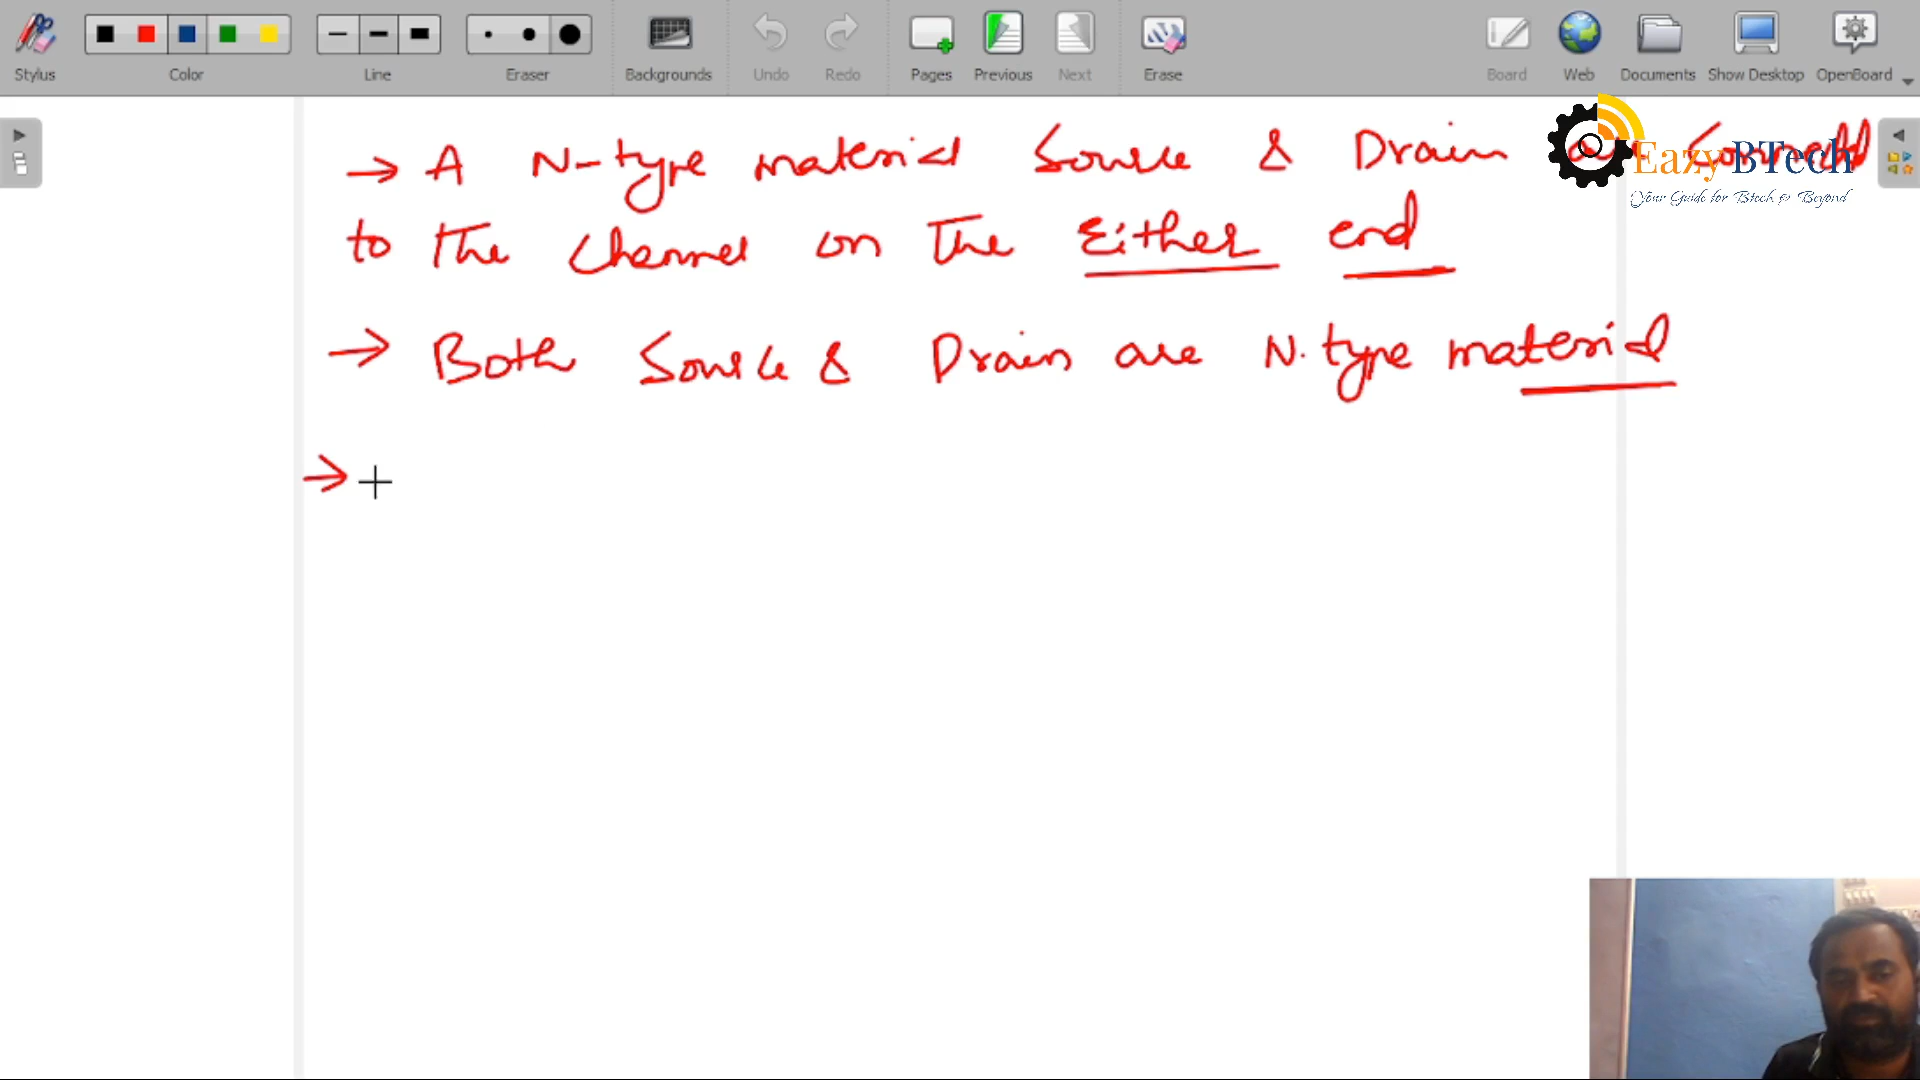 Stylus Color Line Eraser Backgrounds Undo Redo Pages Previous Next Erase Board Web Documents Show Desktop OpenBoard
→ A N-type material Source & Drain
EazyBTech
Your Guide for Btech & Beyond
to the channel on the Either end
→ Both Source & Drain are N-type material
→